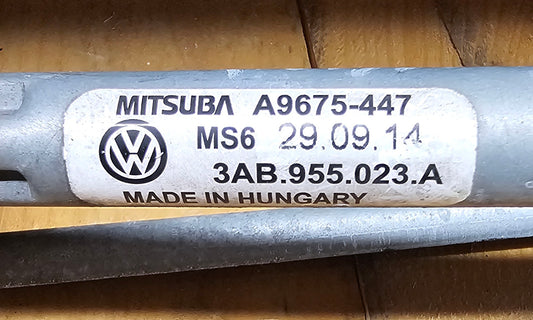 MITSUBA A9675-447
MS6 29.09.14
3AB.955.023.A
MADE IN HUNGARY